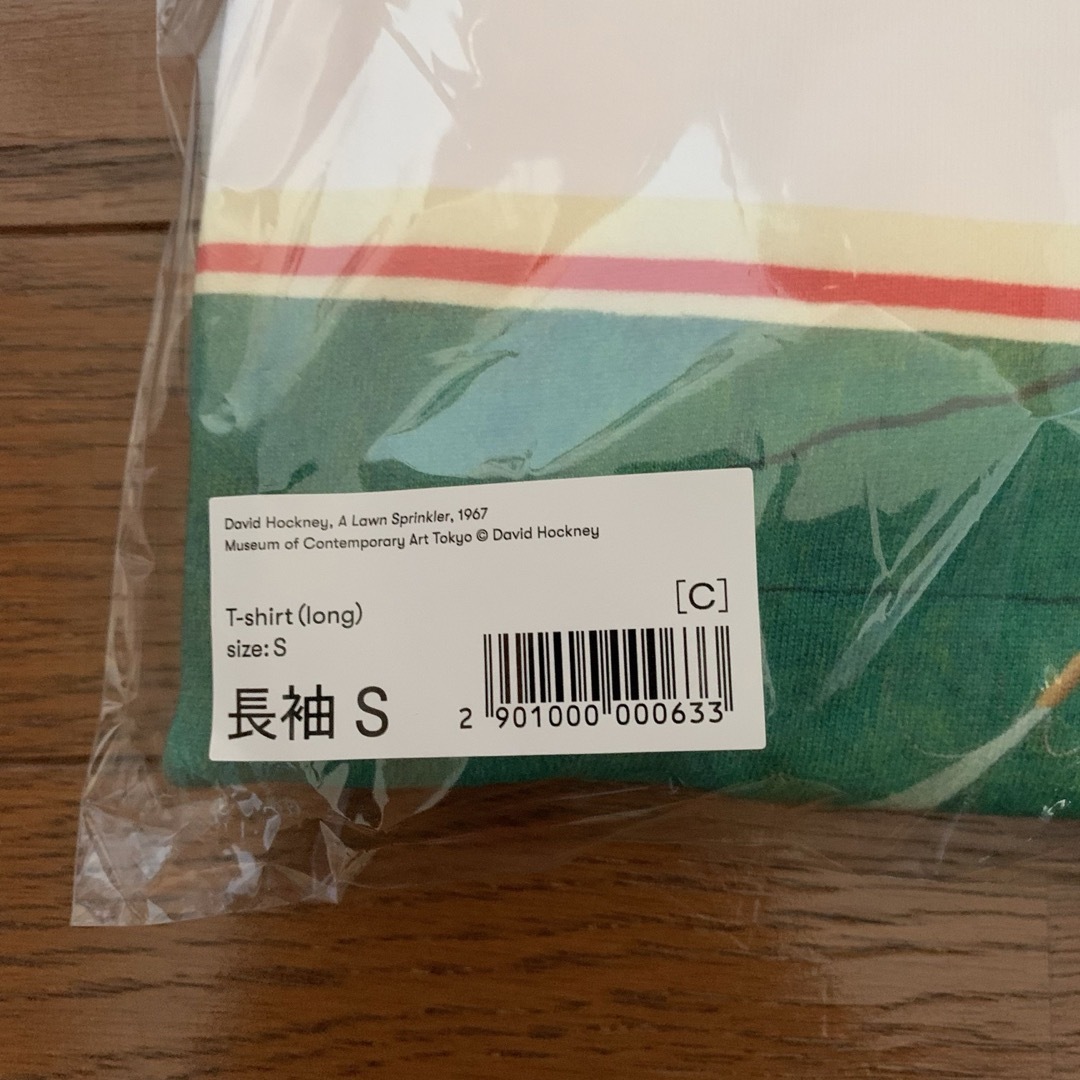 David Hockney, A Lawn Sprinkler, 1967
Museum of Contemporary Art Tokyo © David Hockney
[C]
T-shirt (long)
size: S
長袖 S
2 901000 000633